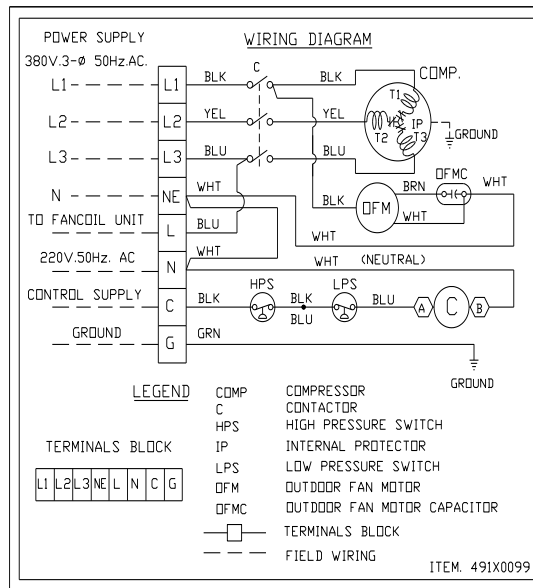 POWER SUPPLY
WIRING DIAGRAM
380V.3-Ø 50Hz.AC.
L1 L1 BLK C BLK COMP.
T1
L2 L2 YEL YEL T2 IP T3 GROUND
L3 L3 BLU BLU
N NE WHT BLK OFM BRN OFMC WHT
WHT
TO FANCOIL UNIT L BLU WHT
220V.50Hz. AC N WHT WHT (NEUTRAL)
HPS LPS
CONTROL SUPPLY C BLK BLK BLU A C B
BLU
GROUND G GRN
GROUND
LEGEND
COMP COMPRESSOR
C CONTACTOR
HPS HIGH PRESSURE SWITCH
IP INTERNAL PROTECTOR
LPS LOW PRESSURE SWITCH
OFM OUTDOOR FAN MOTOR
OFMC OUTDOOR FAN MOTOR CAPACITOR
TERMINALS BLOCK
FIELD WIRING
TERMINALS BLOCK
L1 L2 L3 NE L N C G
ITEM. 491X0099